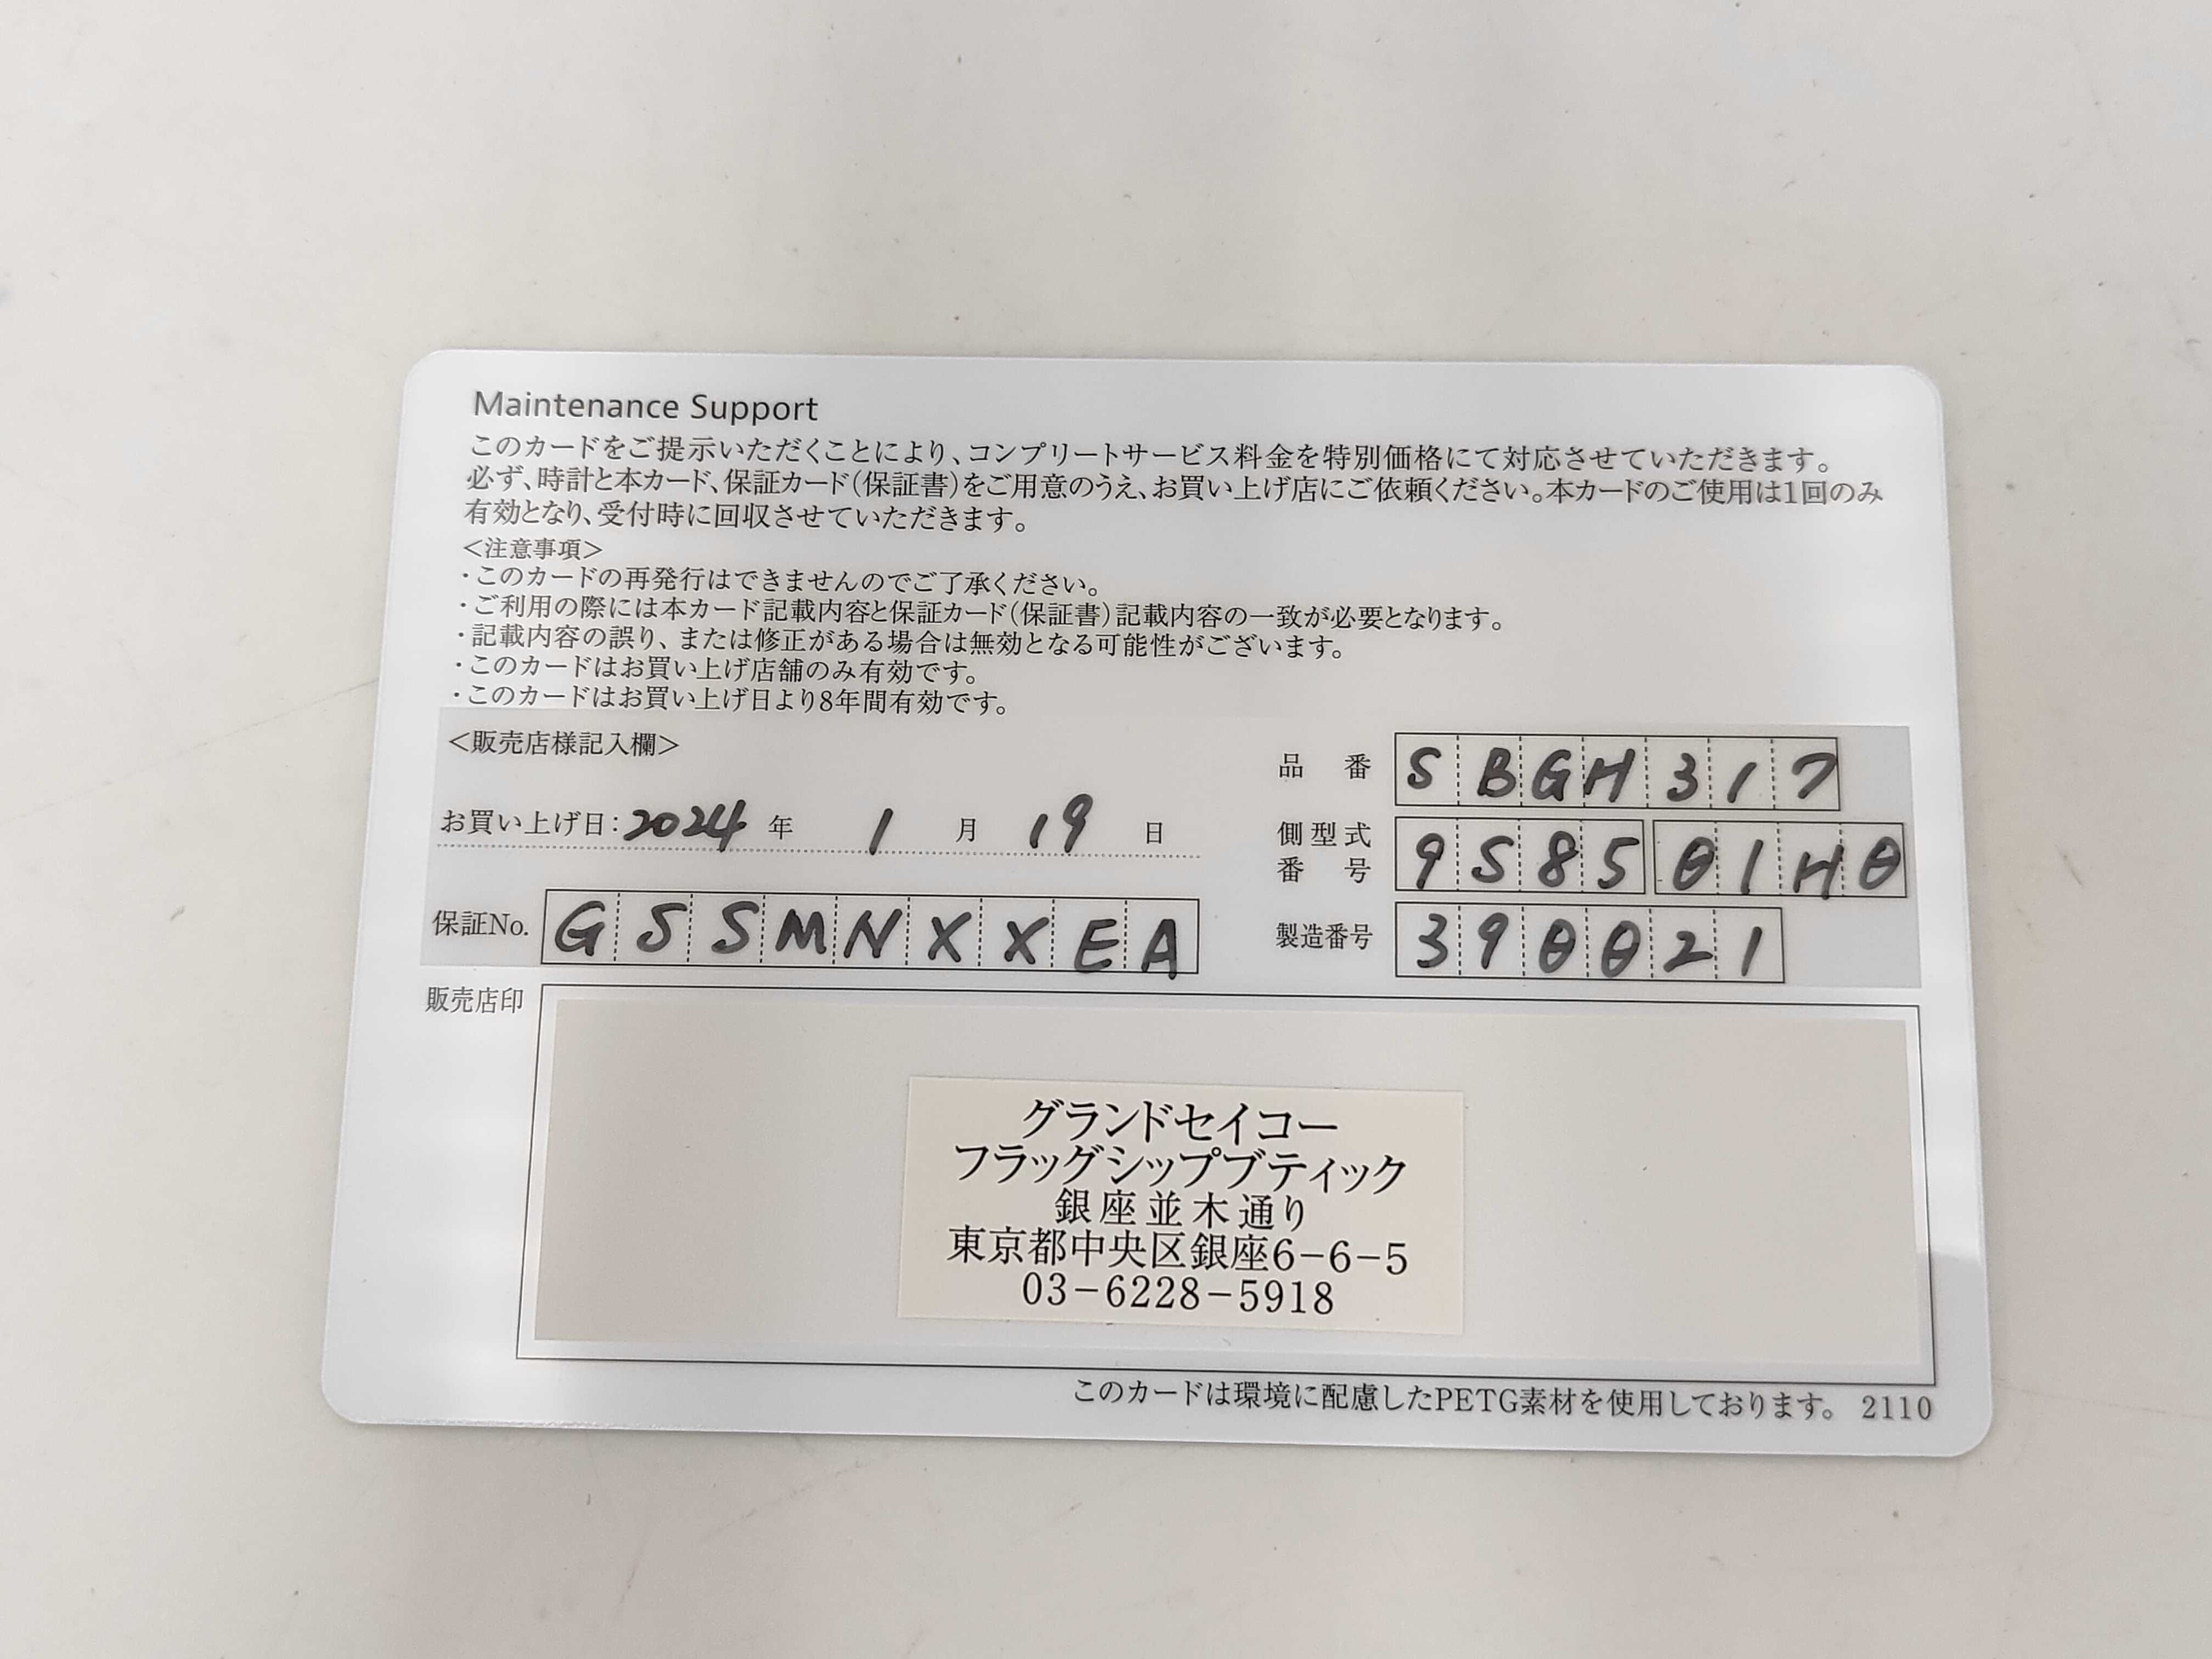 Maintenance Support
このカードをご提示いただくことにより、コンプリートサービス料金を特別価格にて対応させていただきます。
必ず、時計と本カード、保証カード(保証書)をご用意のうえ、お買い上げ店にご依頼ください。本カードのご使用は1回のみ
有効となり、受付時に回収させていただきます。
<注意事項>
・このカードの再発行はできませんのでご了承ください。
・ご利用の際には本カード記載内容と保証カード(保証書)記載内容の一致が必要となります。
・記載内容の誤り、または修正がある場合は無効となる可能性がございます。
・このカードはお買い上げ店舗のみ有効です。
・このカードはお買い上げ日より8年間有効です。
<販売店様記入欄>
お買い上げ日:2024 年 1 月 19 日
保証No. GSSMNXXEA
品番 SBGH317
側型式番号 9S85 01H0
製造番号 390021
販売店印
グランドセイコー
フラッグシップブティック
銀座並木通り
東京都中央区銀座6-6-5
03-6228-5918
このカードは環境に配慮したPETG素材を使用しております。 2110